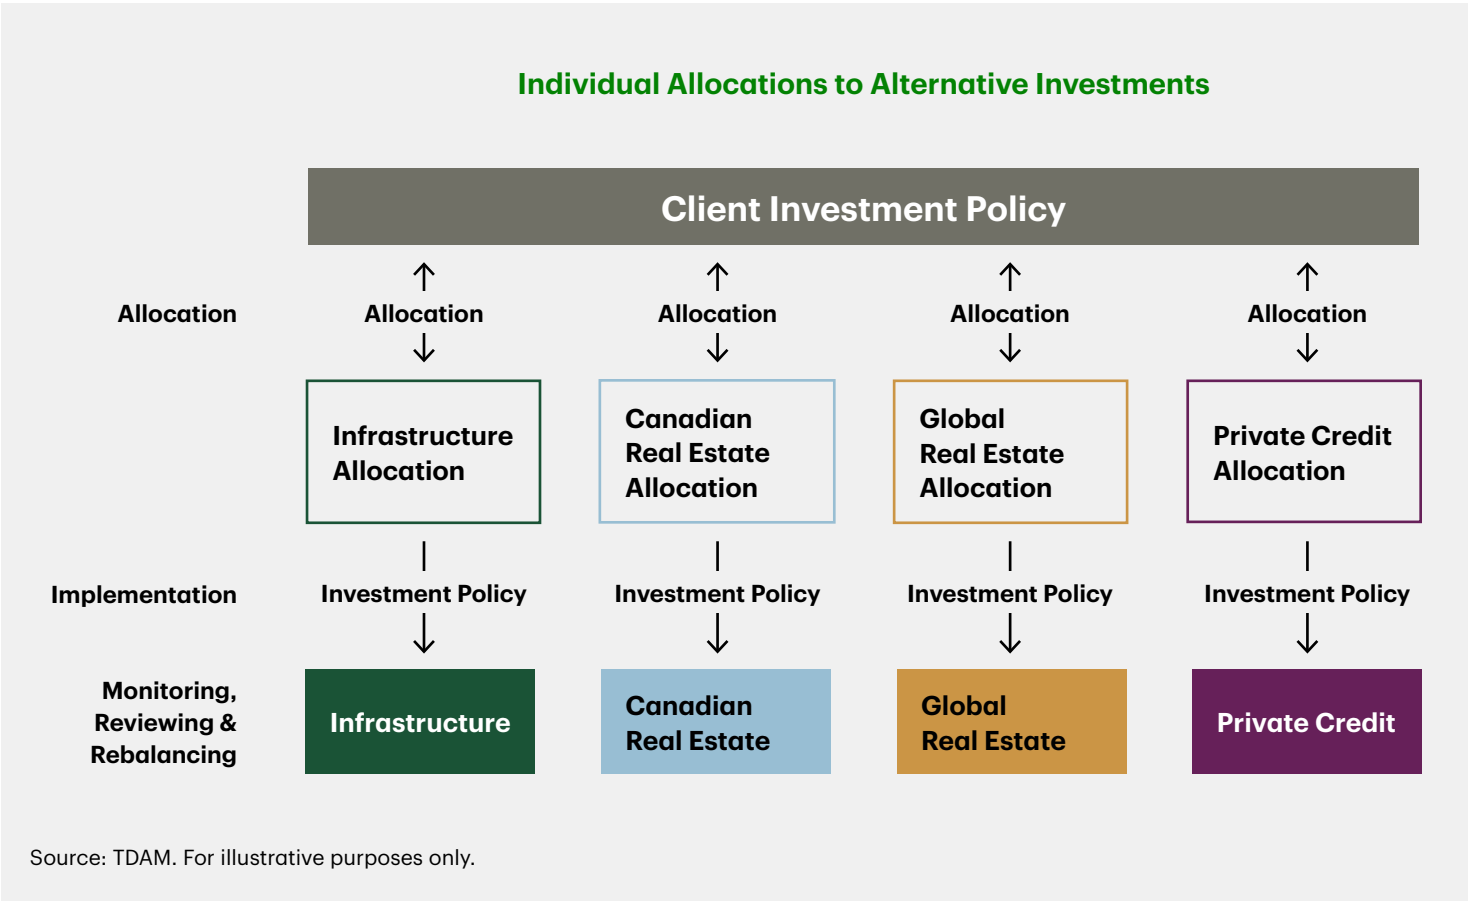 Individual Allocations to Alternative Investments
Client Investment Policy
Allocation
Allocation
Allocation
Allocation
Allocation
Infrastructure
Allocation
Canadian
Real Estate
Allocation
Global
Real Estate
Allocation
Private Credit
Allocation
Implementation
Investment Policy
Investment Policy
Investment Policy
Investment Policy
Monitoring,
Reviewing &
Rebalancing
Infrastructure
Canadian
Real Estate
Global
Real Estate
Private Credit
Source: TDAM. For illustrative purposes only.